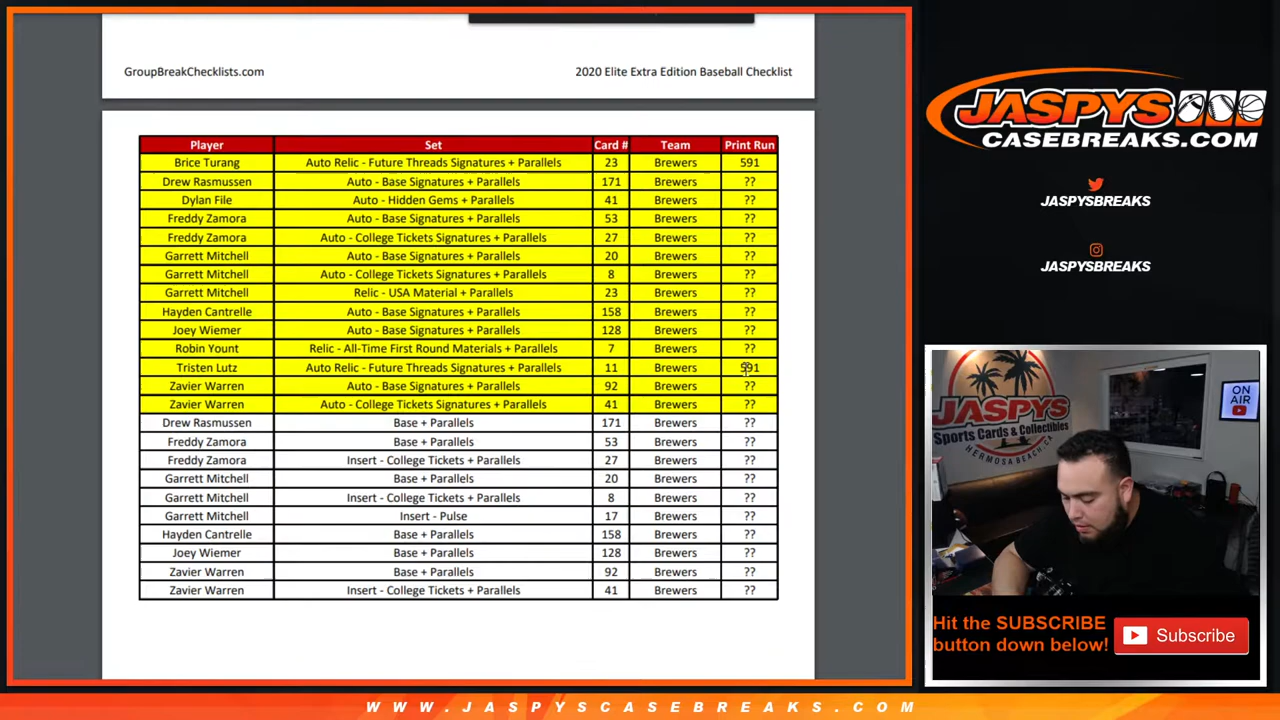 GroupBreakChecklists.com 2020 Elite Extra Edition Baseball Checklist
Player Set Card # Team Print Run
Brice Turang Auto Relic - Future Threads Signatures + Parallels 23 Brewers 591
Drew Rasmussen Auto - Base Signatures + Parallels 171 Brewers ??
Dylan File Auto - Hidden Gems + Parallels 41 Brewers ??
Freddy Zamora Auto - Base Signatures + Parallels 53 Brewers ??
Freddy Zamora Auto - College Tickets Signatures + Parallels 27 Brewers ??
Garrett Mitchell Auto - Base Signatures + Parallels 20 Brewers ??
Garrett Mitchell Auto - College Tickets Signatures + Parallels 8 Brewers ??
Garrett Mitchell Relic - USA Material + Parallels 23 Brewers ??
Hayden Cantrelle Auto - Base Signatures + Parallels 158 Brewers ??
Joey Wiemer Auto - Base Signatures + Parallels 128 Brewers ??
Robin Yount Relic - All-Time First Round Materials + Parallels 7 Brewers ??
Tristen Lutz Auto Relic - Future Threads Signatures + Parallels 11 Brewers 591
Zavier Warren Auto - Base Signatures + Parallels 92 Brewers ??
Zavier Warren Auto - College Tickets Signatures + Parallels 41 Brewers ??
Drew Rasmussen Base + Parallels 171 Brewers ??
Freddy Zamora Base + Parallels 53 Brewers ??
Freddy Zamora Insert - College Tickets + Parallels 27 Brewers ??
Garrett Mitchell Base + Parallels 20 Brewers ??
Garrett Mitchell Insert - College Tickets + Parallels 8 Brewers ??
Garrett Mitchell Insert - Pulse 17 Brewers ??
Hayden Cantrelle Base + Parallels 158 Brewers ??
Joey Wiemer Base + Parallels 128 Brewers ??
Zavier Warren Base + Parallels 92 Brewers ??
Zavier Warren Insert - College Tickets + Parallels 41 Brewers ??
JASPYS
CASEBREAKS.COM
JASPYSBREAKS
JASPYSBREAKS
JASPYS
Sports Cards & Collectibles
HERMOSA BEACH, CA
ON
AIR
Hit the SUBSCRIBE
button down below!
Subscribe
WWW.JASPYSCASEBREAKS.COM